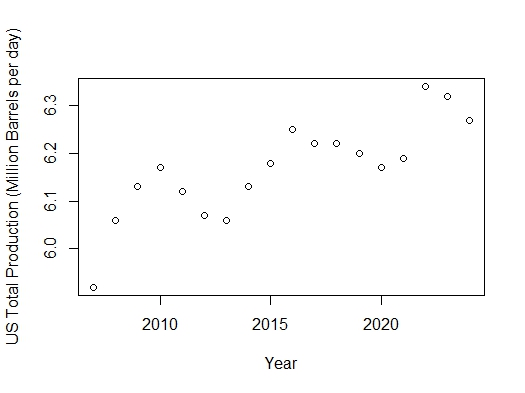 US Total Production (Million Barrels per day)
6.3
6.2
6.1
6.0
2010 2015 2020
Year